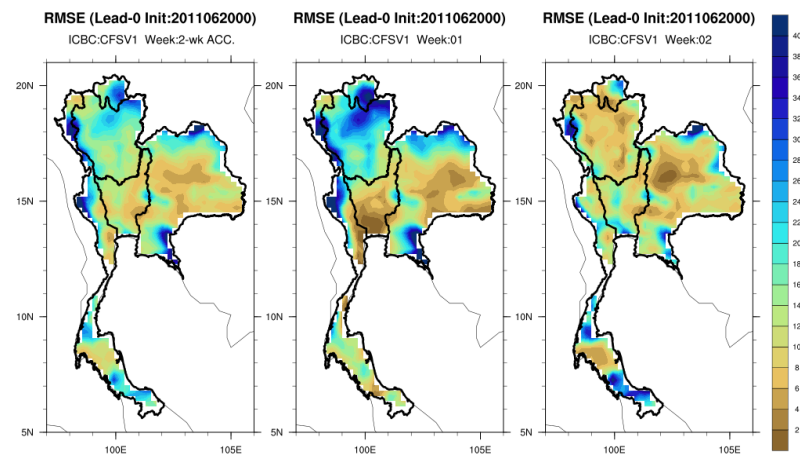 RMSE (Lead-0 Init:2011062000)
ICBC:CFSV1 Week:2-wk ACC.
20N
15N
10N
5N
100E
105E
RMSE (Lead-0 Init:2011062000)
ICBC:CFSV1 Week:01
20N
15N
10N
5N
100E
105E
RMSE (Lead-0 Init:2011062000)
ICBC:CFSV1 Week:02
20N
15N
10N
5N
100E
105E
40
38
36
34
32
30
28
26
24
22
20
18
16
14
12
10
8
6
4
2